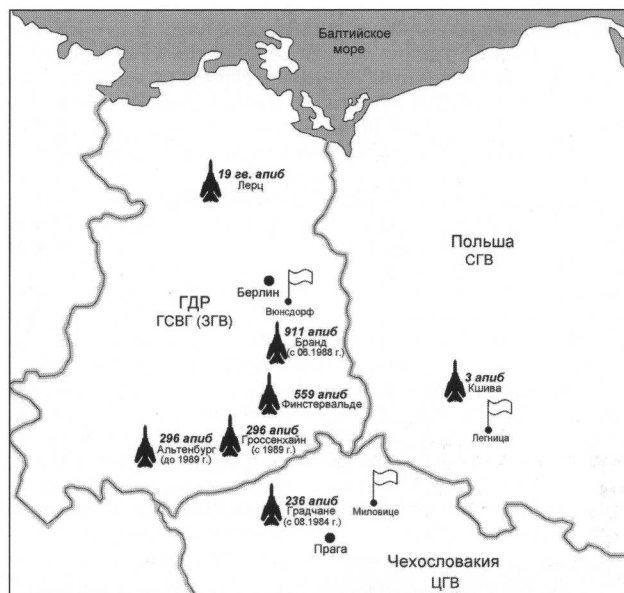 Балтийское
море
19 гв. апиб
Лерц
Польша
СГВ
Берлин
Вюнсдорф
ГДР
ГСВГ (ЗГВ)
911 апиб
Бранд
(с 06.1988 г.)
3 апиб
Кшива
559 апиб
Финстервальде
Легница
296 апиб
Альтенбург
(до 1989 г.)
296 апиб
Гроссенхайн
(с 1989 г.)
236 апиб
Градчане
(с 08.1984 г.)
Миловице
Прага
Чехословакия
ЦГВ